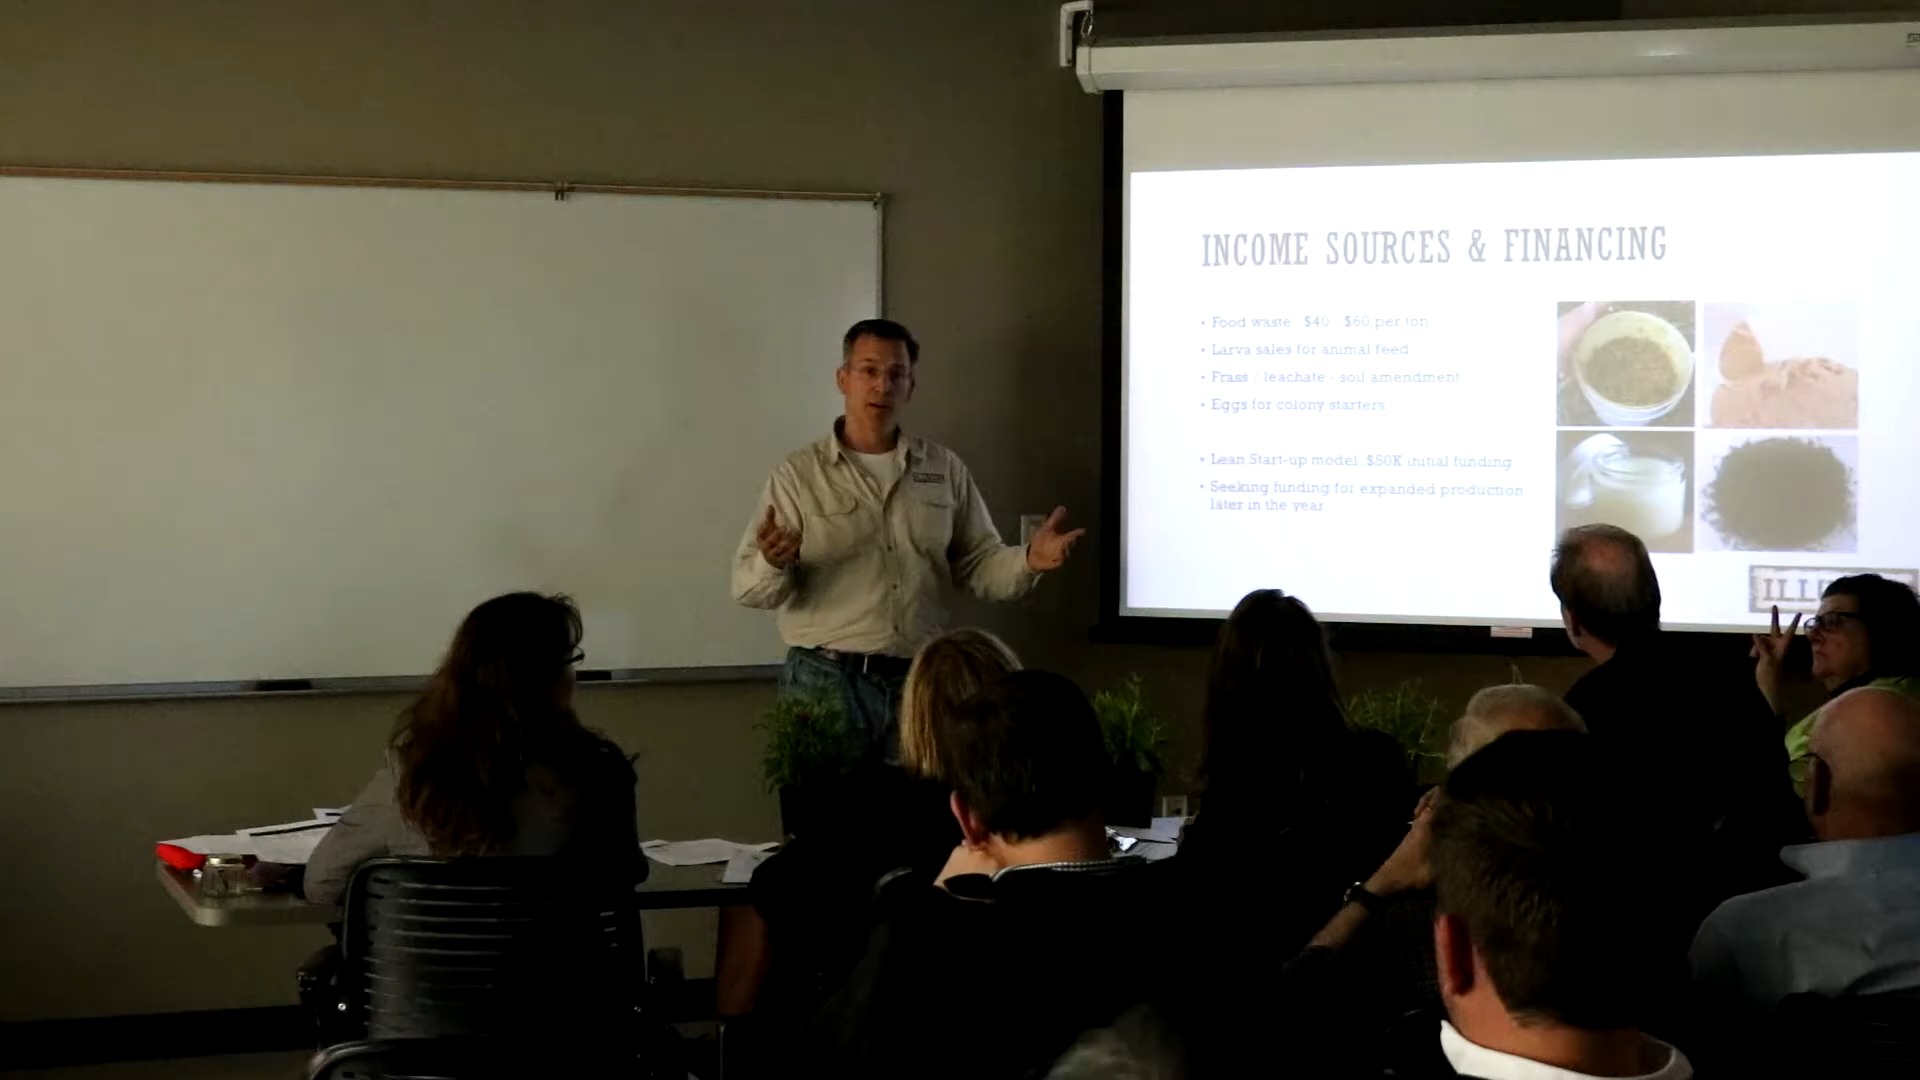 INCOME SOURCES & FINANCING
• Food waste: $40 - $60 per ton
• Larva sales for animal feed
• Frass / leachate - soil amendment
• Eggs for colony starters
• Lean Start-up model: $50K initial funding
• Seeking funding for expanded production
later in the year.